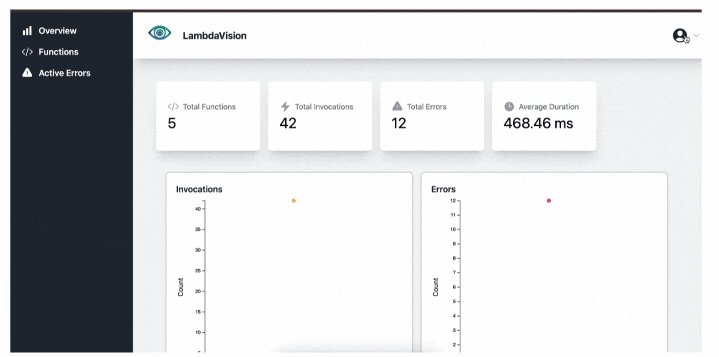 Overview
Functions
Active Errors
LambdaVision
</> Total Functions
5
Total Invocations
42
Total Errors
12
Average Duration
468.46 ms
Invocations
40
35
30
25
20
15
10
Count
Errors
12
11
10
9
8
7
6
5
4
3
2
Count